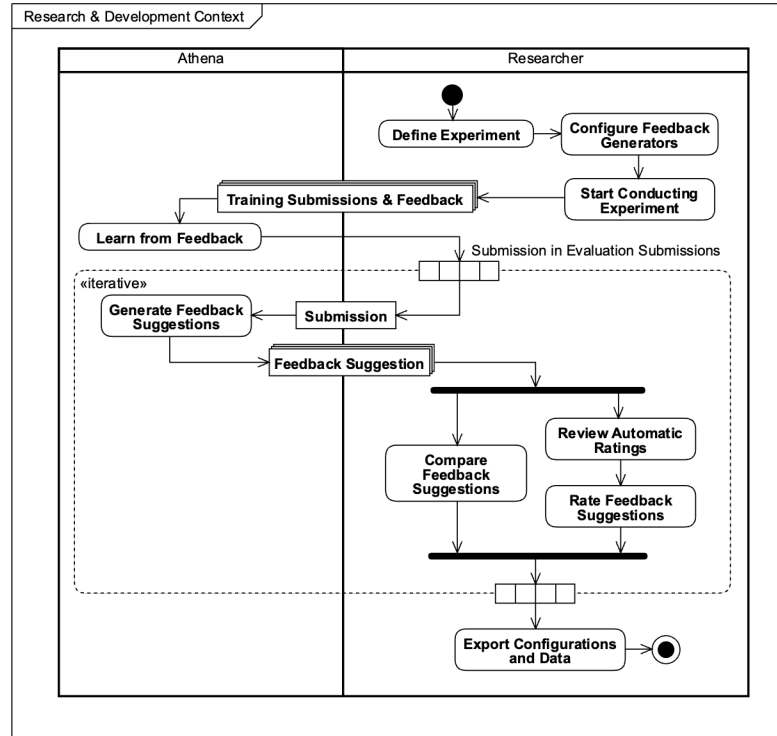 Research & Development Context
Athena
Researcher
Define Experiment
Configure Feedback
Generators
Start Conducting
Experiment
Training Submissions & Feedback
Learn from Feedback
Submission in Evaluation Submissions
«iterative»
Generate Feedback
Suggestions
Submission
Feedback Suggestion
Compare
Feedback
Suggestions
Review Automatic
Ratings
Rate Feedback
Suggestions
Export Configurations
and Data